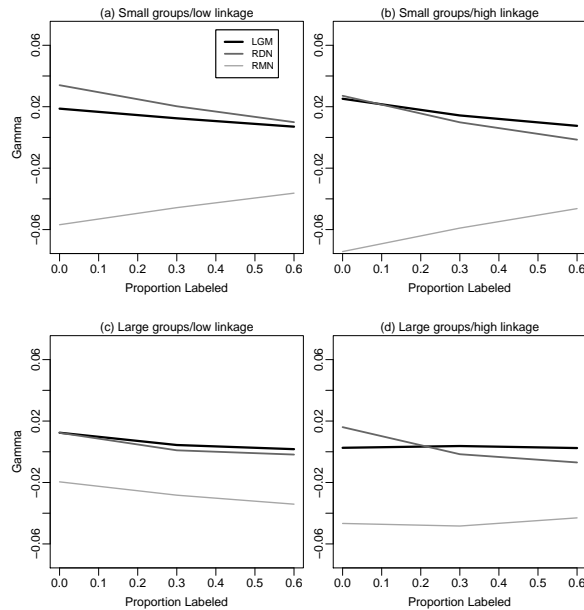 (a) Small groups/low linkage
(b) Small groups/high linkage
Gamma
0.06
0.02
−0.02
−0.06
LGM
RDN
RMN
0.06
0.02
−0.02
−0.06
0.0 0.1 0.2 0.3 0.4 0.5 0.6
0.0 0.1 0.2 0.3 0.4 0.5 0.6
Proportion Labeled
Proportion Labeled
(c) Large groups/low linkage
(d) Large groups/high linkage
Gamma
0.06
0.02
−0.02
−0.06
0.06
0.02
−0.02
−0.06
0.0 0.1 0.2 0.3 0.4 0.5 0.6
0.0 0.1 0.2 0.3 0.4 0.5 0.6
Proportion Labeled
Proportion Labeled